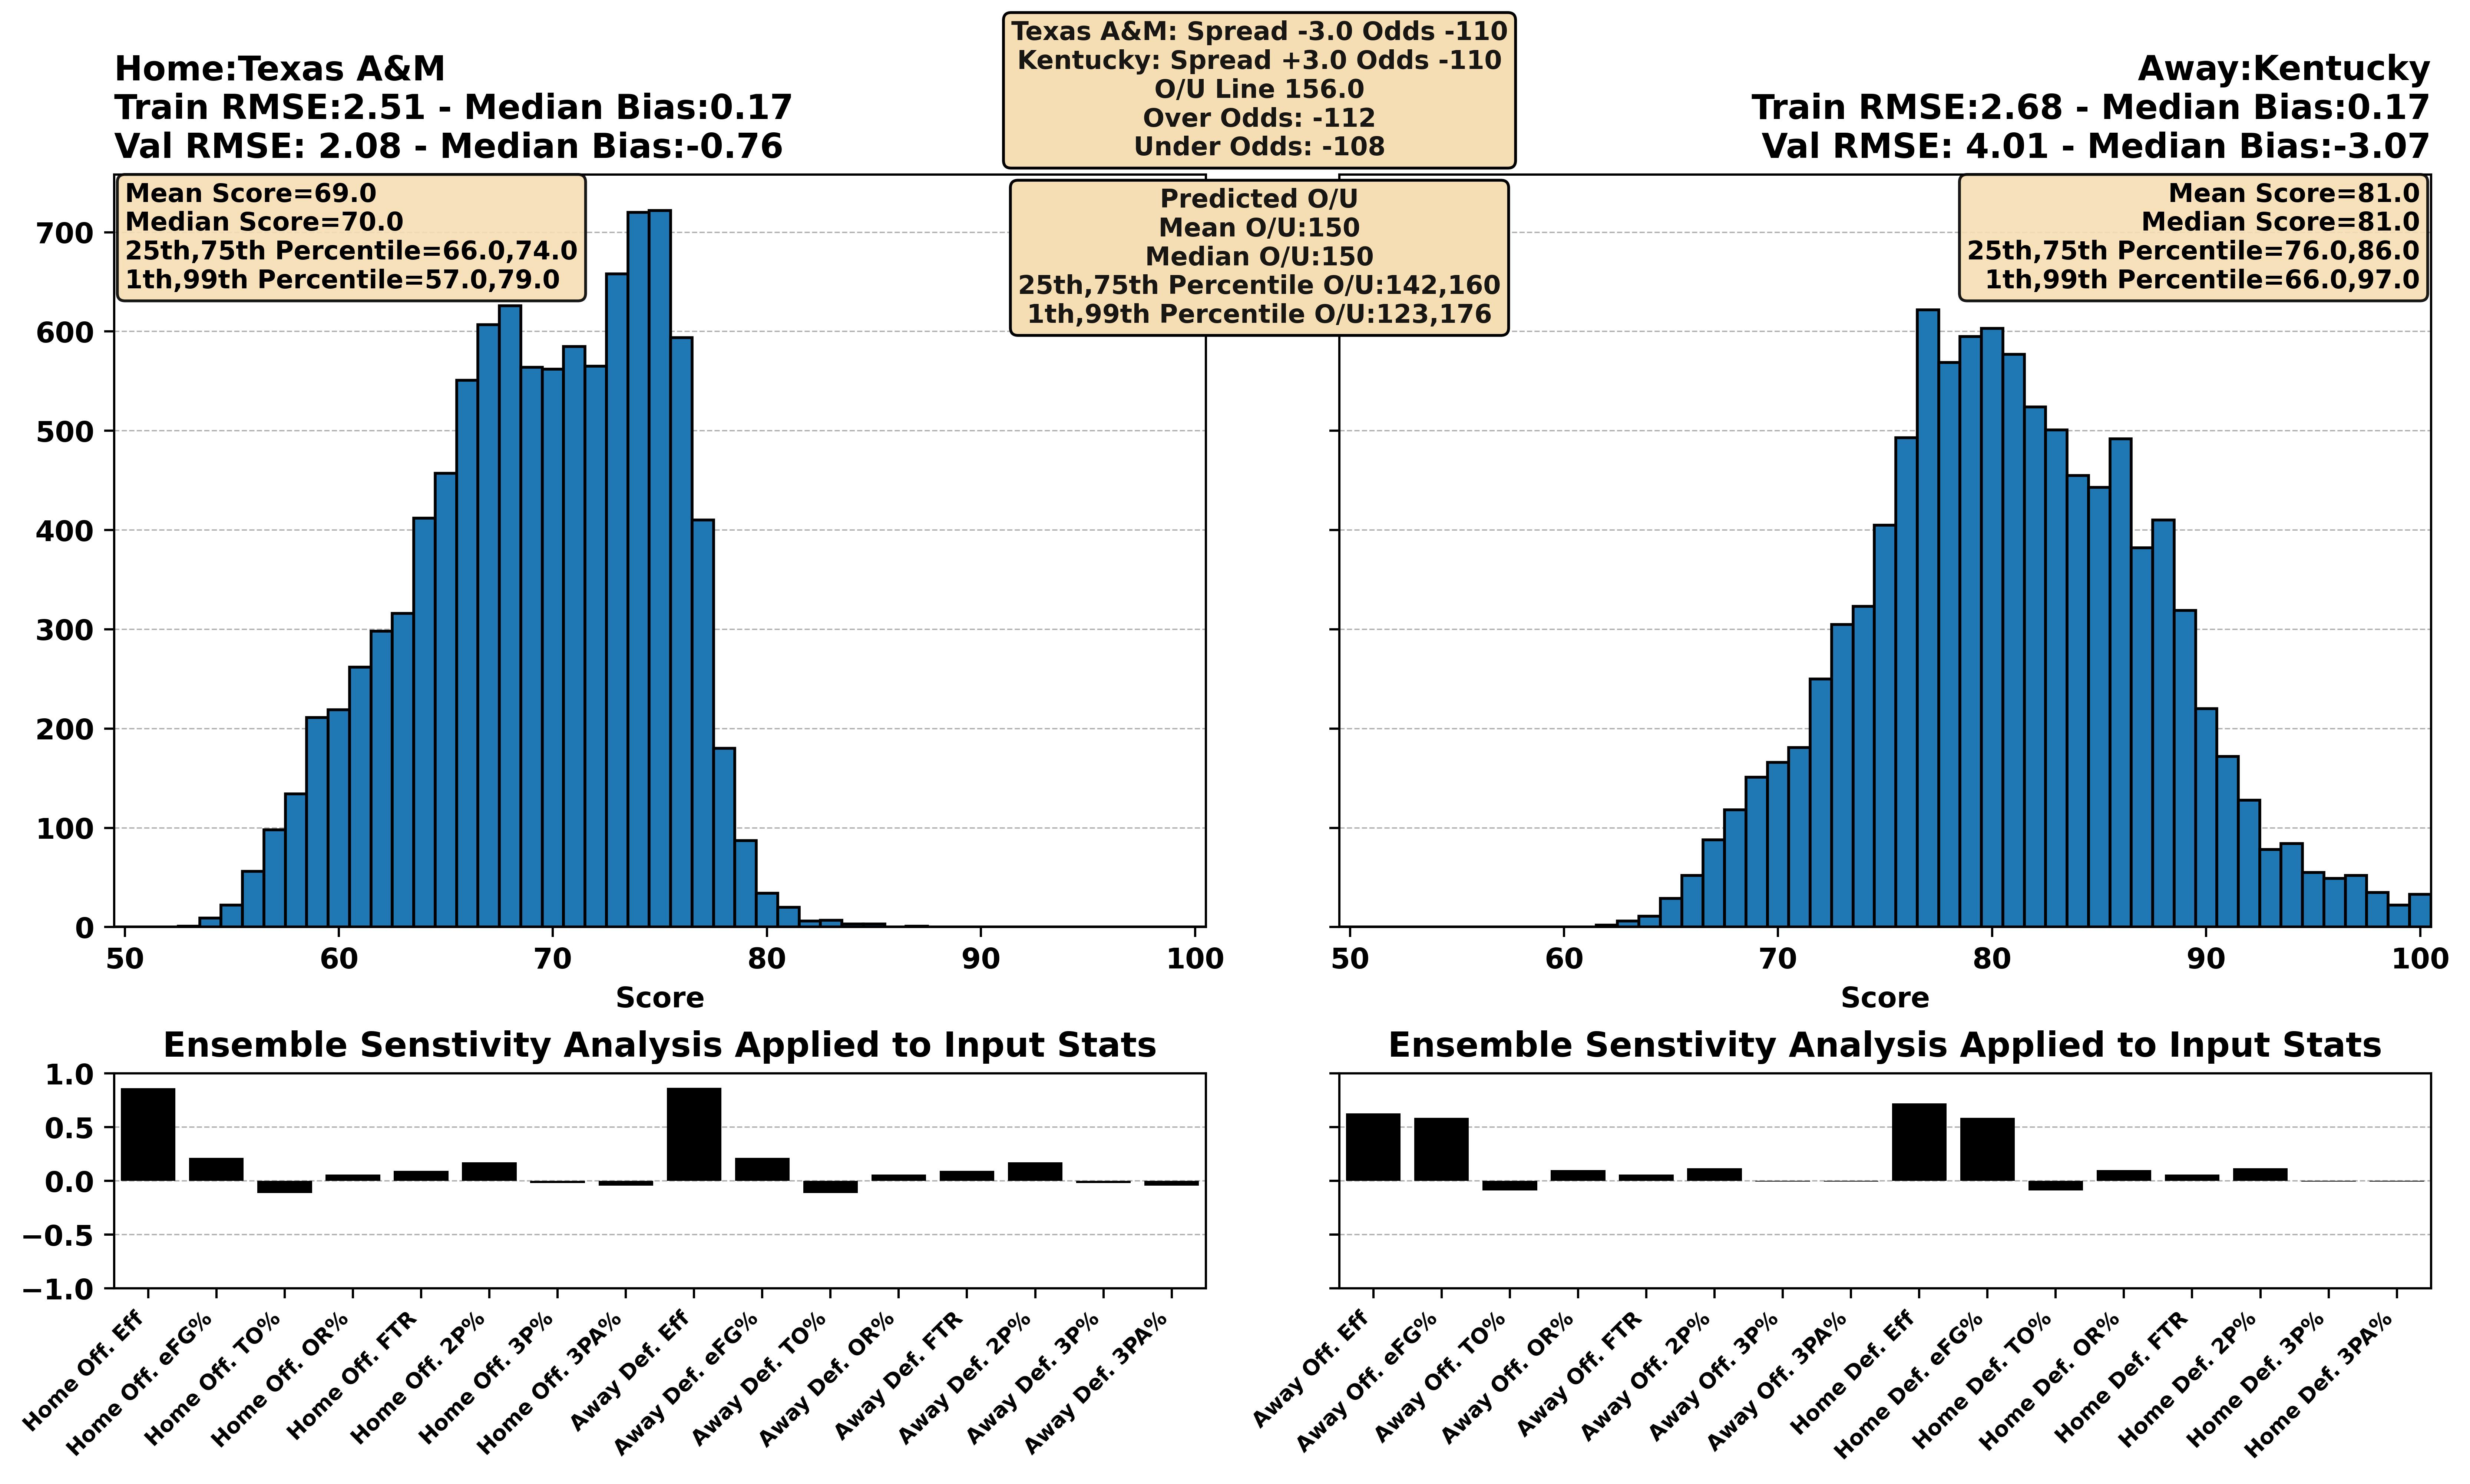 Texas A&M: Spread -3.0 Odds -110
Kentucky: Spread +3.0 Odds -110
O/U Line 156.0
Over Odds: -112
Under Odds: -108
Home:Texas A&M
Train RMSE:2.51 - Median Bias:0.17
Val RMSE: 2.08 - Median Bias:-0.76
Away:Kentucky
Train RMSE:2.68 - Median Bias:0.17
Val RMSE: 4.01 - Median Bias:-3.07
Mean Score=69.0
Median Score=70.0
25th,75th Percentile=66.0,74.0
1th,99th Percentile=57.0,79.0
Predicted O/U
Mean O/U:150
Median O/U:150
25th,75th Percentile O/U:142,160
1th,99th Percentile O/U:123,176
Mean Score=81.0
Median Score=81.0
25th,75th Percentile=76.0,86.0
1th,99th Percentile=66.0,97.0
700
600
500
400
300
200
100
0
50 60 70 80 90 100
Score
50 60 70 80 90 100
Score
Ensemble Senstivity Analysis Applied to Input Stats
1.0
0.5
0.0
−0.5
−1.0
Home Off. Eff
Home Off. eFG%
Home Off. TO%
Home Off. OR%
Home Off. FTR
Home Off. 2P%
Home Off. 3P%
Home Off. 3PA%
Away Def. Eff
Away Def. eFG%
Away Def. TO%
Away Def. OR%
Away Def. FTR
Away Def. 2P%
Away Def. 3P%
Away Def. 3PA%
Ensemble Senstivity Analysis Applied to Input Stats
Away Off. Eff
Away Off. eFG%
Away Off. TO%
Away Off. OR%
Away Off. FTR
Away Off. 2P%
Away Off. 3P%
Away Off. 3PA%
Home Def. Eff
Home Def. eFG%
Home Def. TO%
Home Def. OR%
Home Def. FTR
Home Def. 2P%
Home Def. 3P%
Home Def. 3PA%